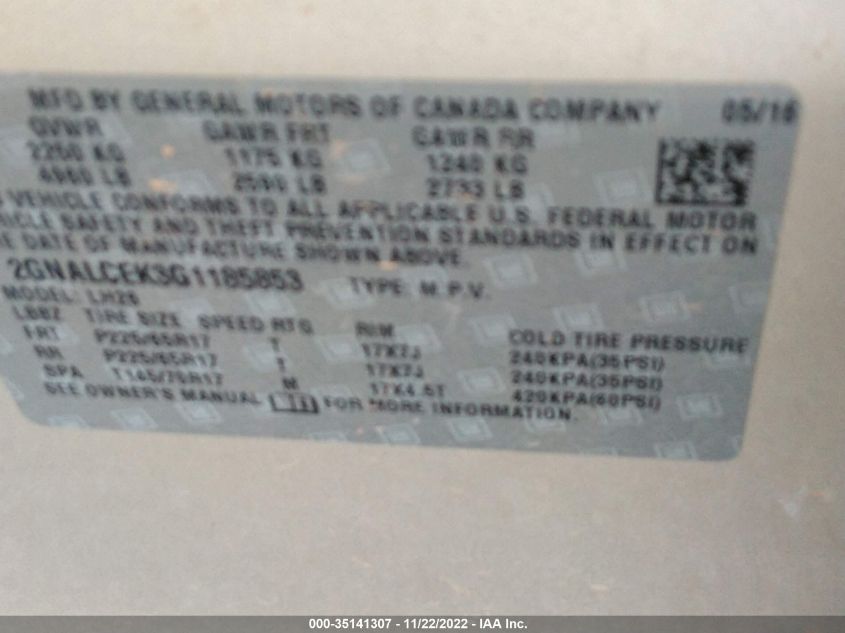 MFD BY GENERAL MOTORS OF CANADA COMPANY 05/16
GVWR GAWR FRT GAWR RR
2250 KG 1175 KG 1240 KG
4960 LB 2590 LB 2733 LB
VEHICLE CONFORMS TO ALL APPLICABLE U.S. FEDERAL MOTOR
ICLE SAFETY AND THEFT PREVENTION STANDARDS IN EFFECT ON
E DATE OF MANUFACTURE SHOWN ABOVE.
2GNALCEK3G1185853 TYPE: M.P.V.
MODEL: LH26
LBBZ TIRE SIZE SPEED RTG RIM COLD TIRE PRESSURE
FRT P225/65R17 T 17X7J 240KPA(35PSI)
RR P225/65R17 T 17X7J 240KPA(35PSI)
SPA T145/75R17 M 17X4.5T 420KPA(60PSI)
SEE OWNER'S MANUAL FOR MORE INFORMATION.
000-35141307 - 11/22/2022 - IAA Inc.